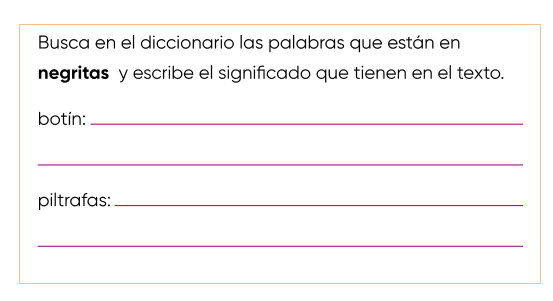 Busca en el diccionario las palabras que están en
negritas y escribe el significado que tienen en el texto.
botín:
piltrafas: